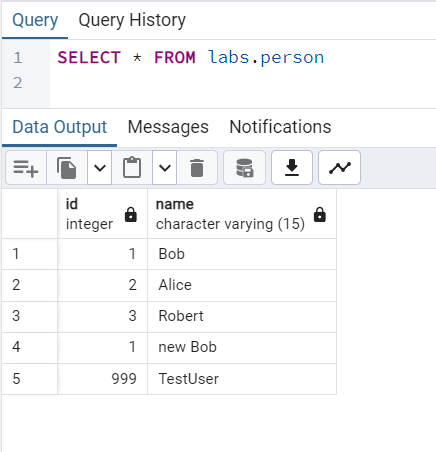 Query Query History
1 SELECT * FROM labs.person
2
Data Output Messages Notifications
id name
integer character varying (15)
1 1 Bob
2 2 Alice
3 3 Robert
4 1 new Bob
5 999 TestUser